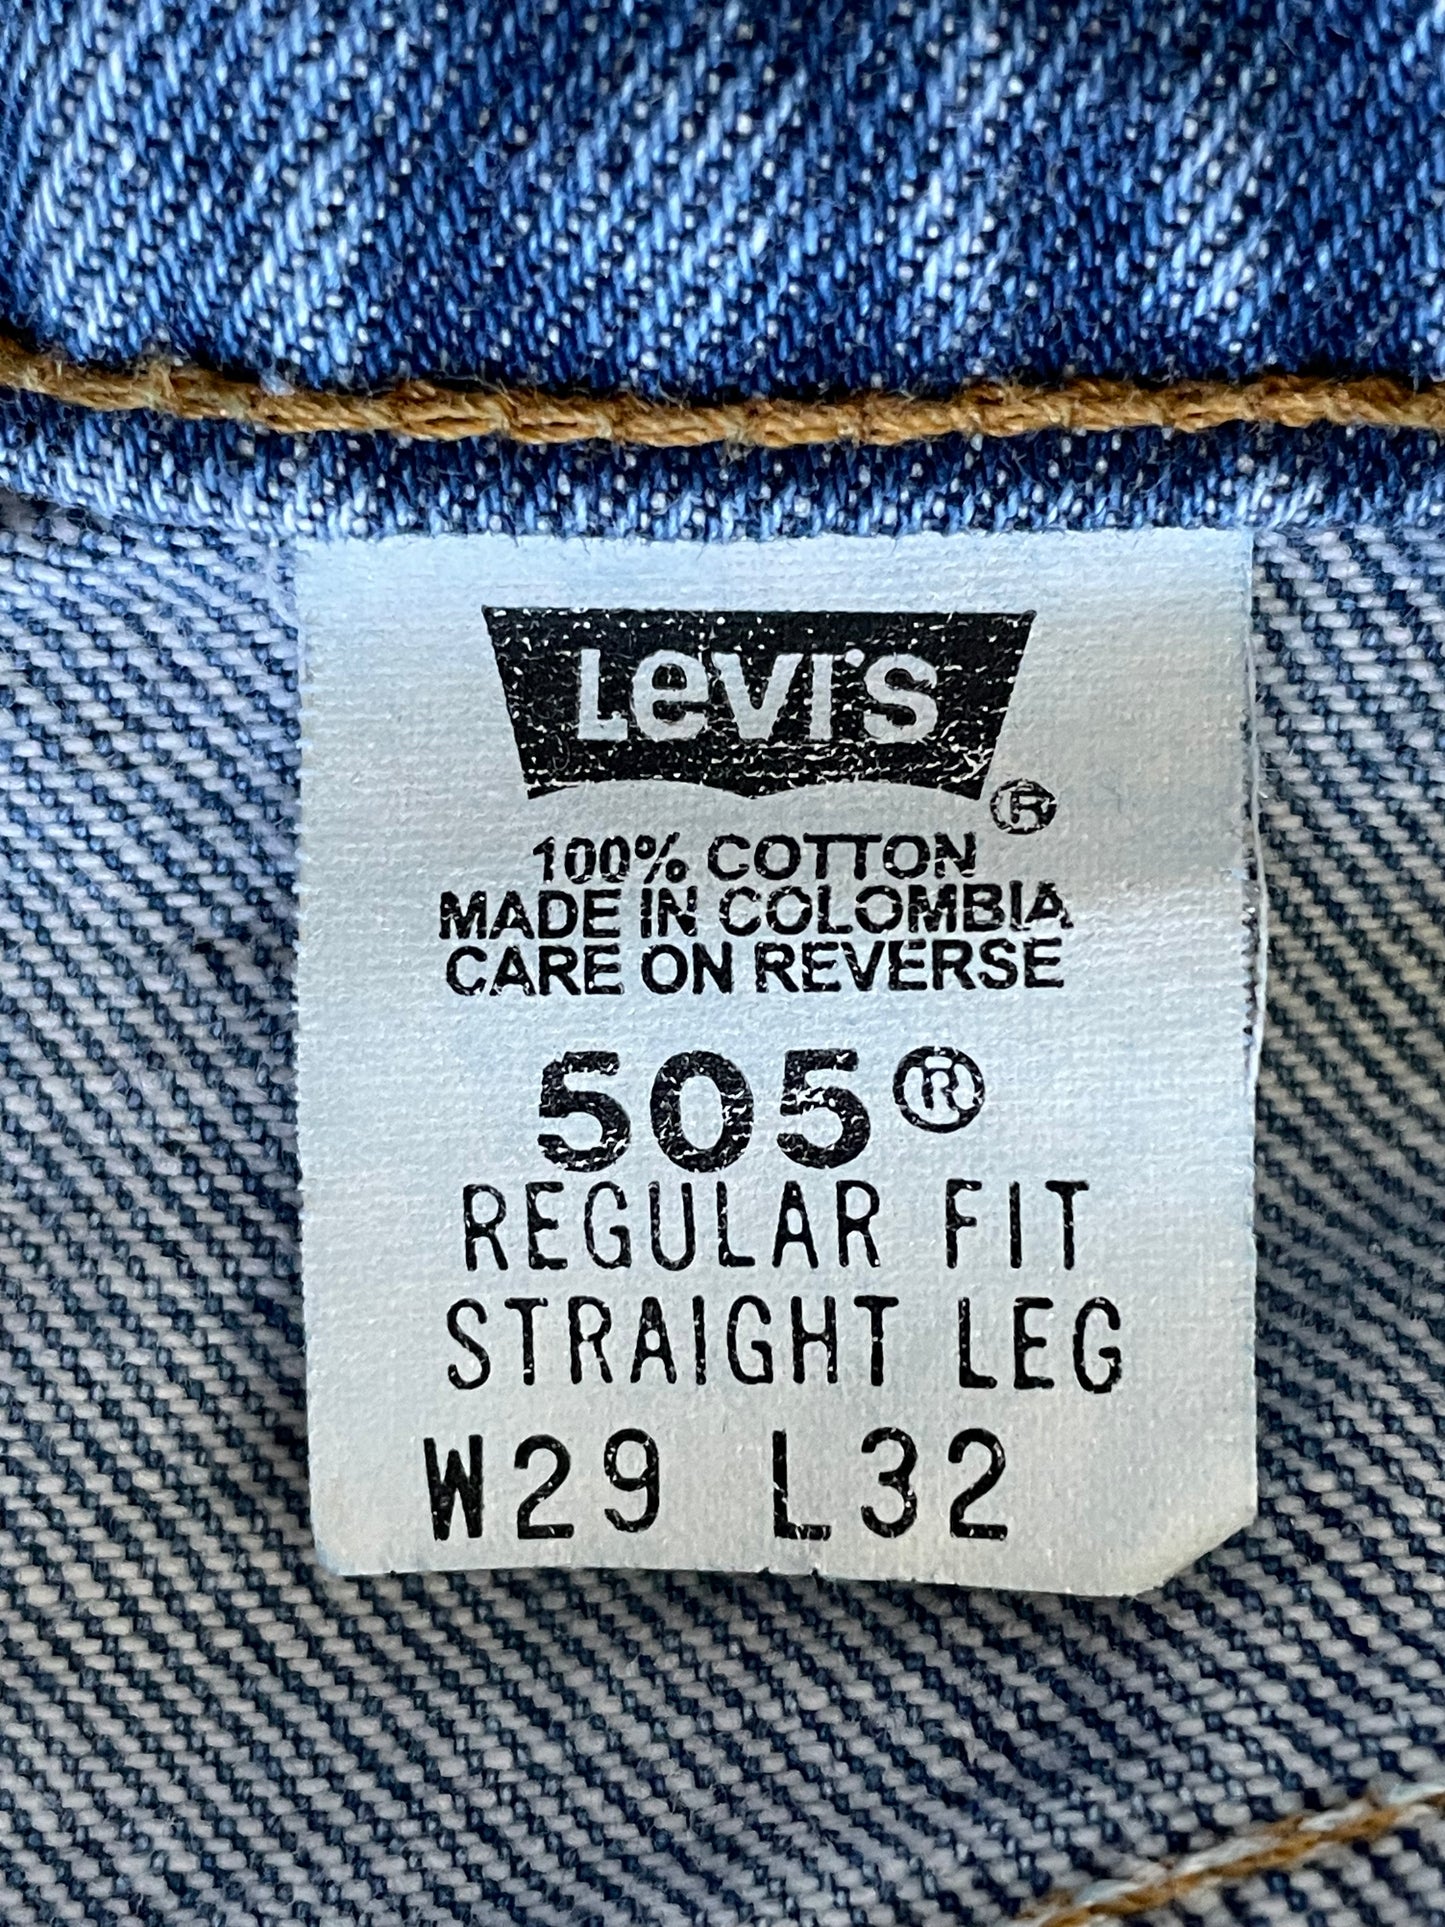 Levi's
®
100% COTTON
MADE IN COLOMBIA
CARE ON REVERSE
505®
REGULAR FIT
STRAIGHT LEG
W29 L32